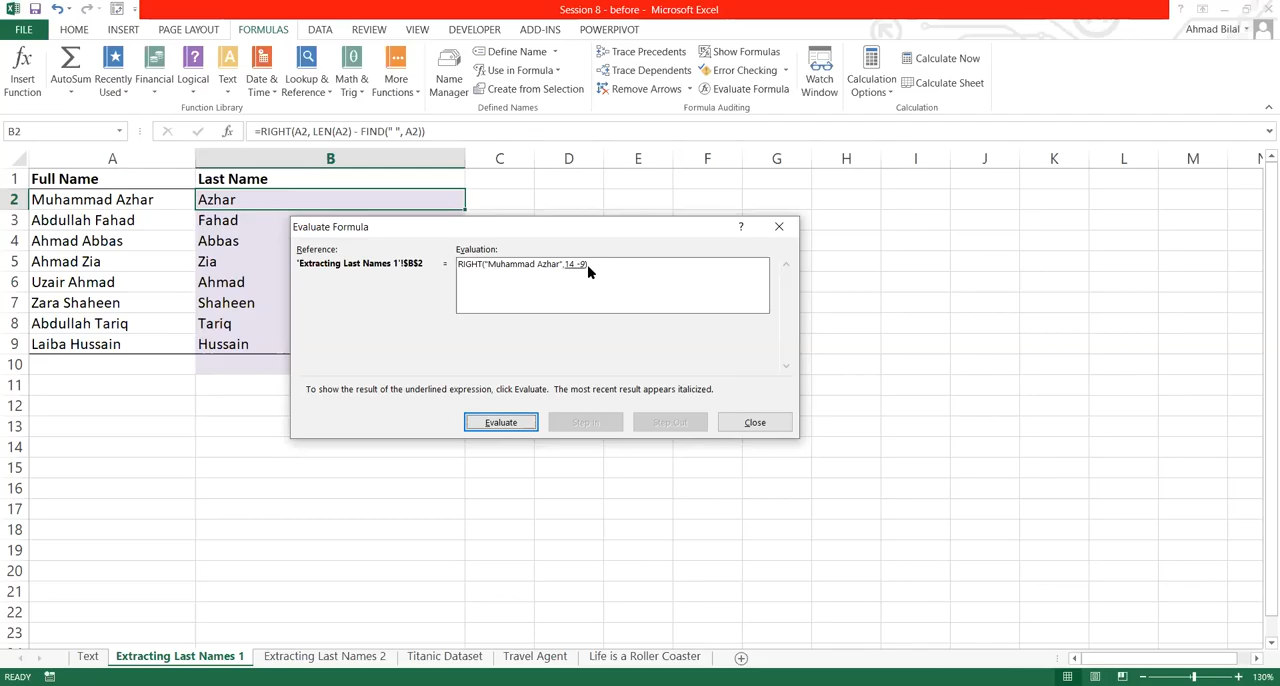 Session 8 - before - Microsoft Excel
FILE HOME INSERT PAGE LAYOUT FORMULAS DATA REVIEW VIEW DEVELOPER ADD-INS POWERPIVOT Ahmad Bilal
fx Insert Function
Σ AutoSum
Recently Used
Financial
Logical
A Text
Date & Time
Lookup & Reference
Math & Trig
More Functions
Function Library
Name Manager
Define Name
Use in Formula
Create from Selection
Defined Names
Trace Precedents
Trace Dependents
Remove Arrows
Show Formulas
Error Checking
Evaluate Formula
Formula Auditing
Watch Window
Calculation Options
Calculate Now
Calculate Sheet
Calculation
B2 fx =RIGHT(A2, LEN(A2) - FIND(" ", A2))
A B C D E F G H I J K L M N
1 Full Name Last Name
2 Muhammad Azhar Azhar
3 Abdullah Fahad Fahad
4 Ahmad Abbas Abbas
5 Ahmad Zia Zia
6 Uzair Ahmad Ahmad
7 Zara Shaheen Shaheen
8 Abdullah Tariq Tariq
9 Laiba Hussain Hussain
10
11
12
13
14
15
16
17
18
19
20
21
22
23
Evaluate Formula ?
Reference: Evaluation:
'Extracting Last Names 1'!$B$2 = RIGHT("Muhammad Azhar",14 -9)
To show the result of the underlined expression, click Evaluate. The most recent result appears italicized.
Evaluate Step In Step Out Close
Text Extracting Last Names 1 Extracting Last Names 2 Titanic Dataset Travel Agent Life is a Roller Coaster
READY 130%